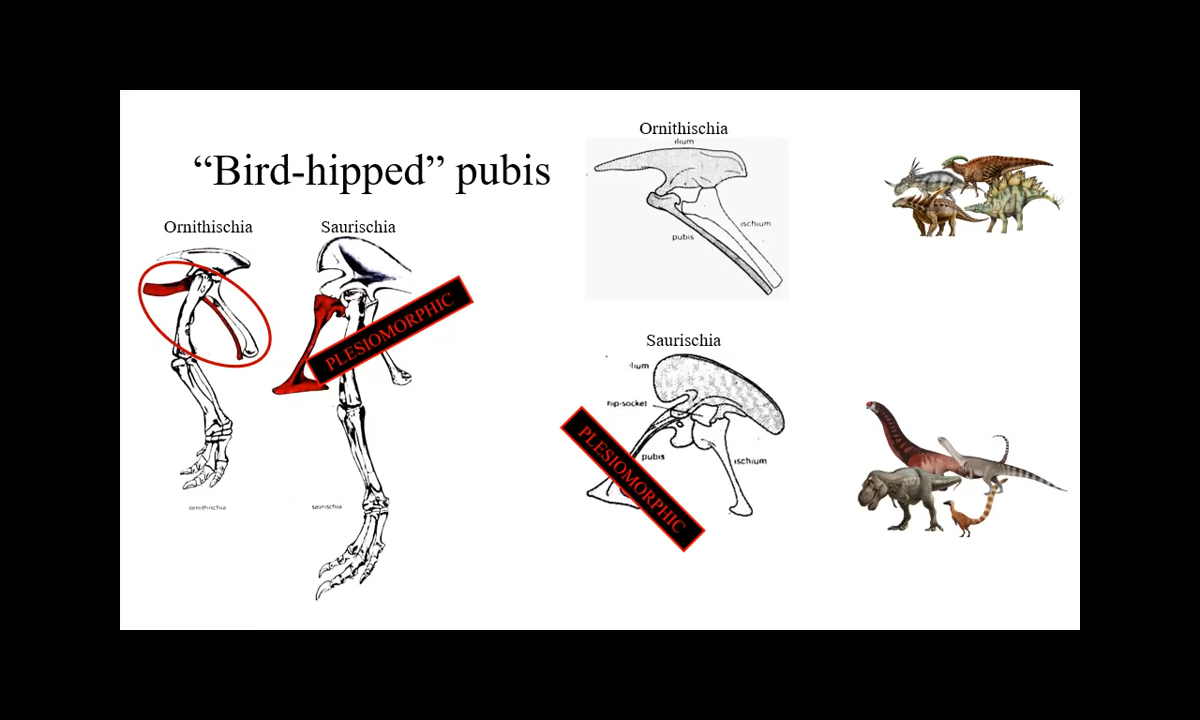 “Bird-hipped” pubis
Ornithischia
Saurischia
PLESIOMORPHIC
ornithischia
saurischia
Ornithischia
ilium
ischium
pubis
Saurischia
ilium
hip-socket
pubis
ischium
PLESIOMORPHIC